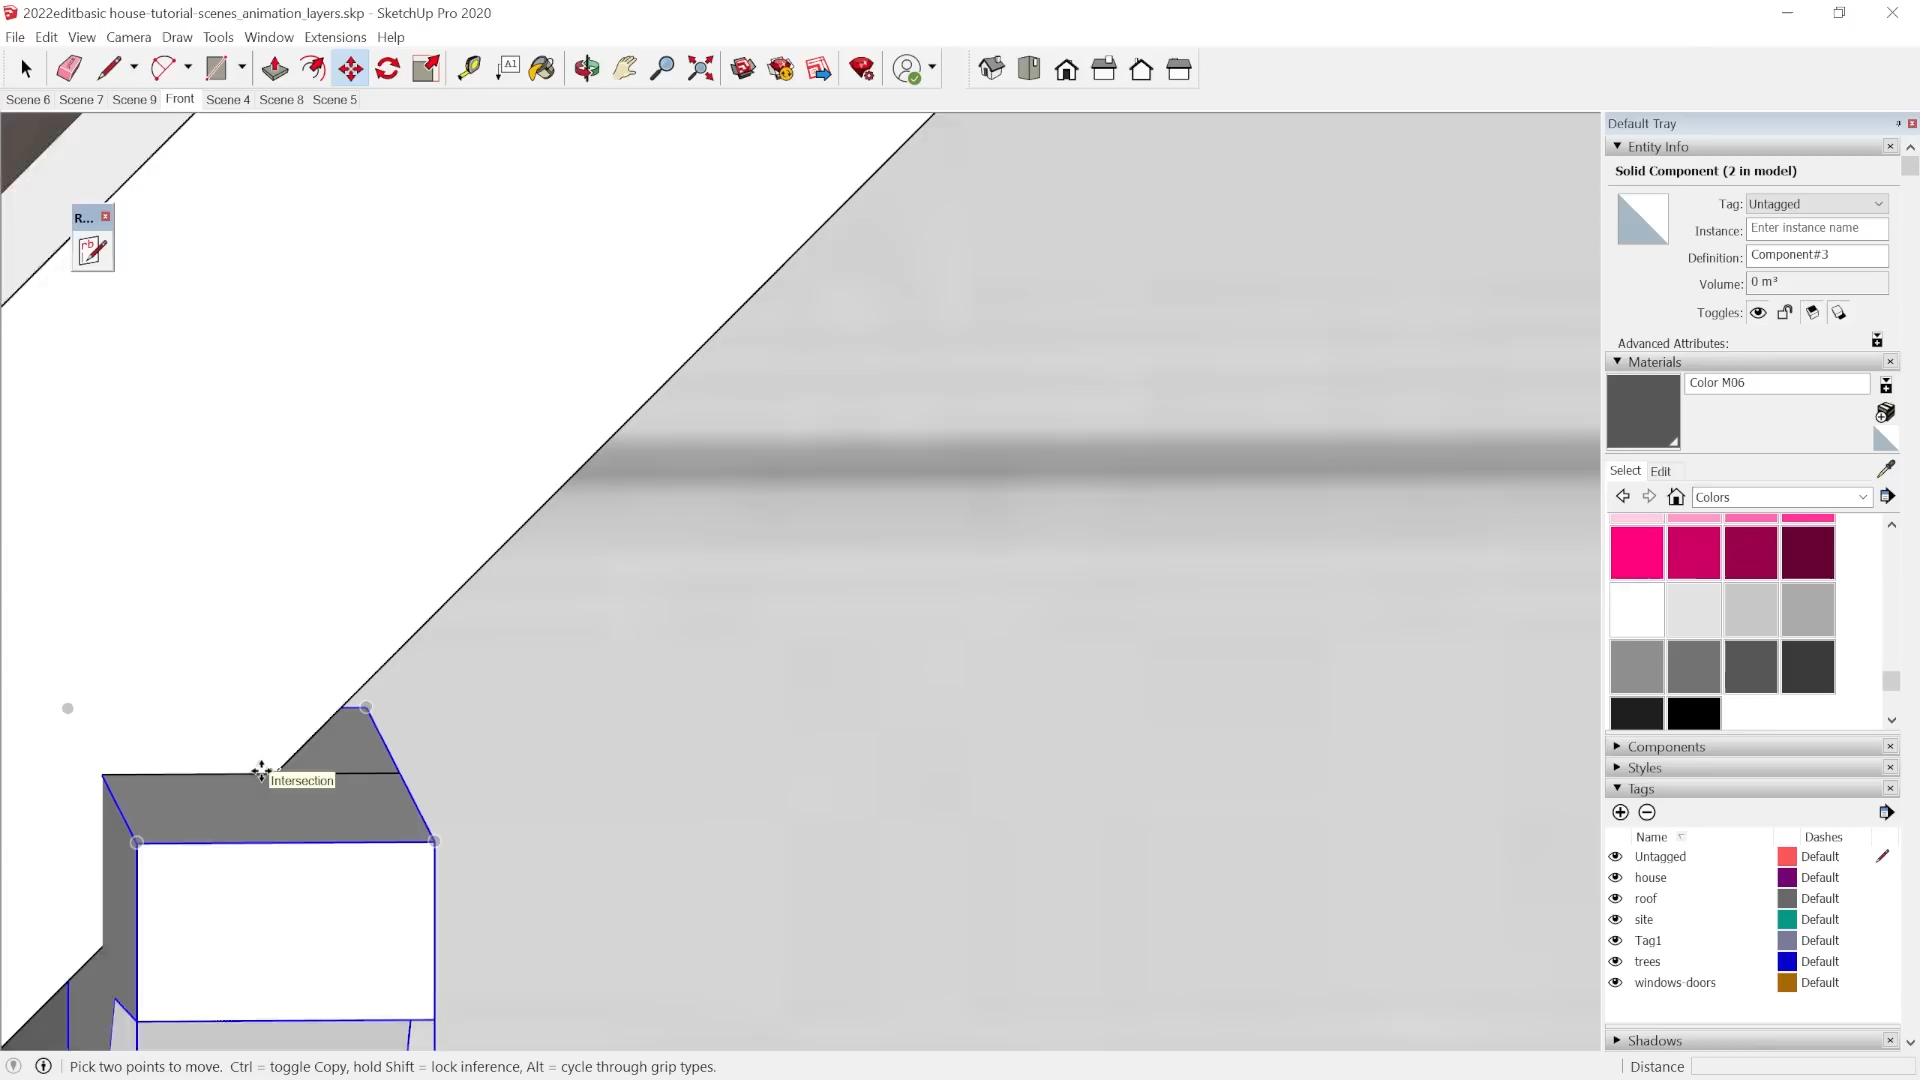 2022editbasic house-tutorial-scenes_animation_layers.skp - SketchUp Pro 2020
File Edit View Camera Draw Tools Window Extensions Help
A1
Scene 6 Scene 7 Scene 9 Front Scene 4 Scene 8 Scene 5
Default Tray
Entity Info
Solid Component (2 in model)
Tag: Untagged
Instance: Enter instance name
Definition: Component#3
Volume: 0 m³
Toggles:
Advanced Attributes:
Materials
Color M06
Select Edit
Colors
Components
Styles
Tags
Name Dashes
Untagged Default
house Default
roof Default
site Default
Tag1 Default
trees Default
windows-doors Default
Shadows
R...
rb
Intersection
Pick two points to move. Ctrl = toggle Copy, hold Shift = lock inference, Alt = cycle through grip types.
Distance